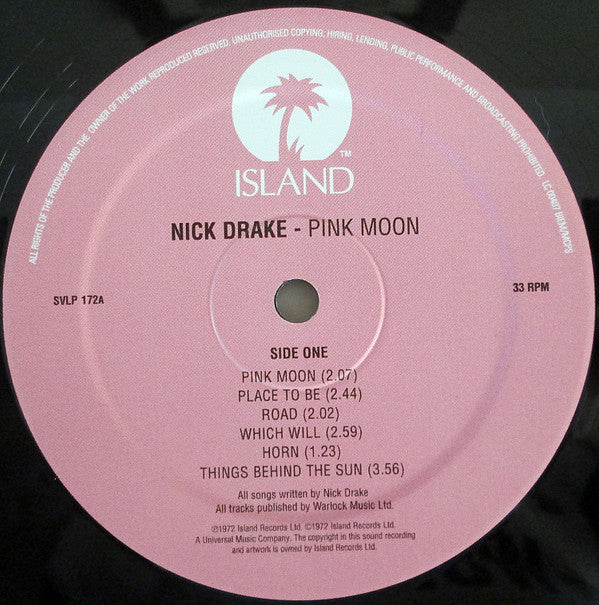 ALL RIGHTS OF THE PRODUCER AND THE OWNER OF THE WORK REPRODUCED RESERVED. UNAUTHORISED COPYING, HIRING, LENDING, PUBLIC PERFORMANCE AND BROADCASTING PROHIBITED. LC 00407 BIEM/MCPS
TM
ISLAND
NICK DRAKE - PINK MOON
SVLP 172A
33 RPM
SIDE ONE
PINK MOON (2.07)
PLACE TO BE (2.44)
ROAD (2.02)
WHICH WILL (2.59)
HORN (1.23)
THINGS BEHIND THE SUN (3.56)
All songs written by Nick Drake
All tracks published by Warlock Music Ltd.
℗1972 Island Records Ltd. ©1972 Island Records Ltd.
A Universal Music Company. The copyright in this sound recording
and artwork is owned by Island Records Ltd.